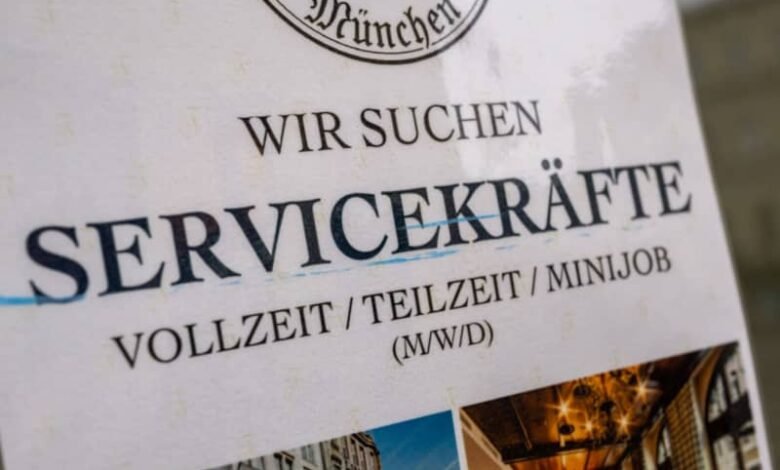 München
WIR SUCHEN
SERVICEKRÄFTE
VOLLZEIT / TEILZEIT / MINIJOB
(M/W/D)